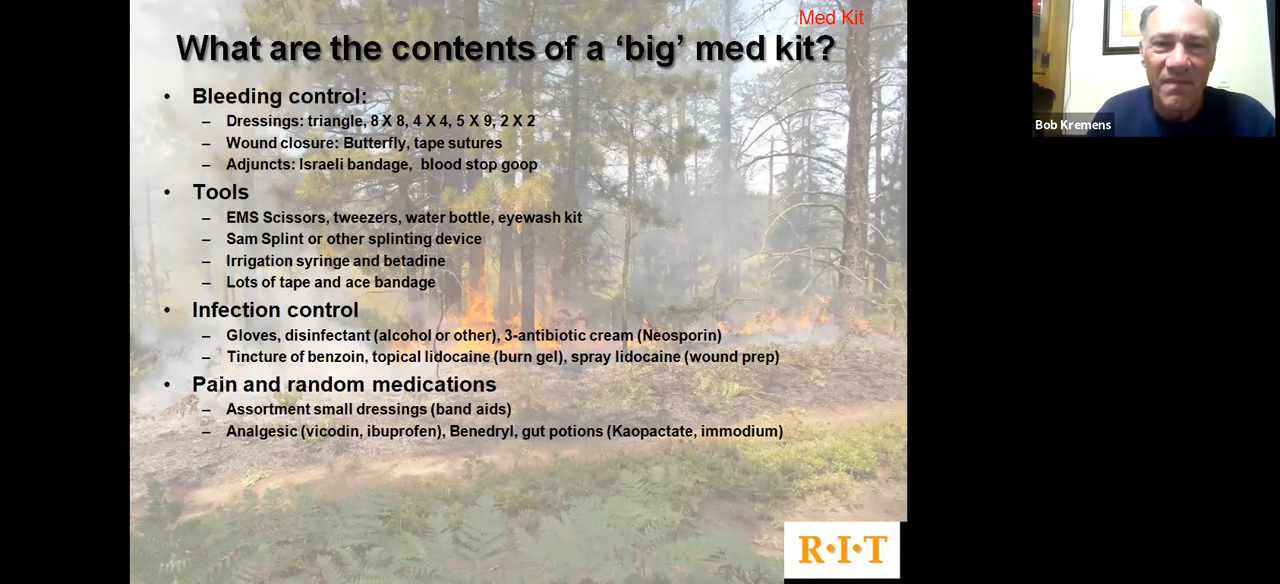 Med Kit
What are the contents of a ‘big’ med kit?
• Bleeding control:
– Dressings: triangle, 8 X 8, 4 X 4, 5 X 9, 2 X 2
– Wound closure: Butterfly, tape sutures
– Adjuncts: Israeli bandage, blood stop goop
• Tools
– EMS Scissors, tweezers, water bottle, eyewash kit
– Sam Splint or other splinting device
– Irrigation syringe and betadine
– Lots of tape and ace bandage
• Infection control
– Gloves, disinfectant (alcohol or other), 3-antibiotic cream (Neosporin)
– Tincture of benzoin, topical lidocaine (burn gel), spray lidocaine (wound prep)
• Pain and random medications
– Assortment small dressings (band aids)
– Analgesic (vicodin, ibuprofen), Benedryl, gut potions (Kaopactate, immodium)
R·I·T
Bob Kremens